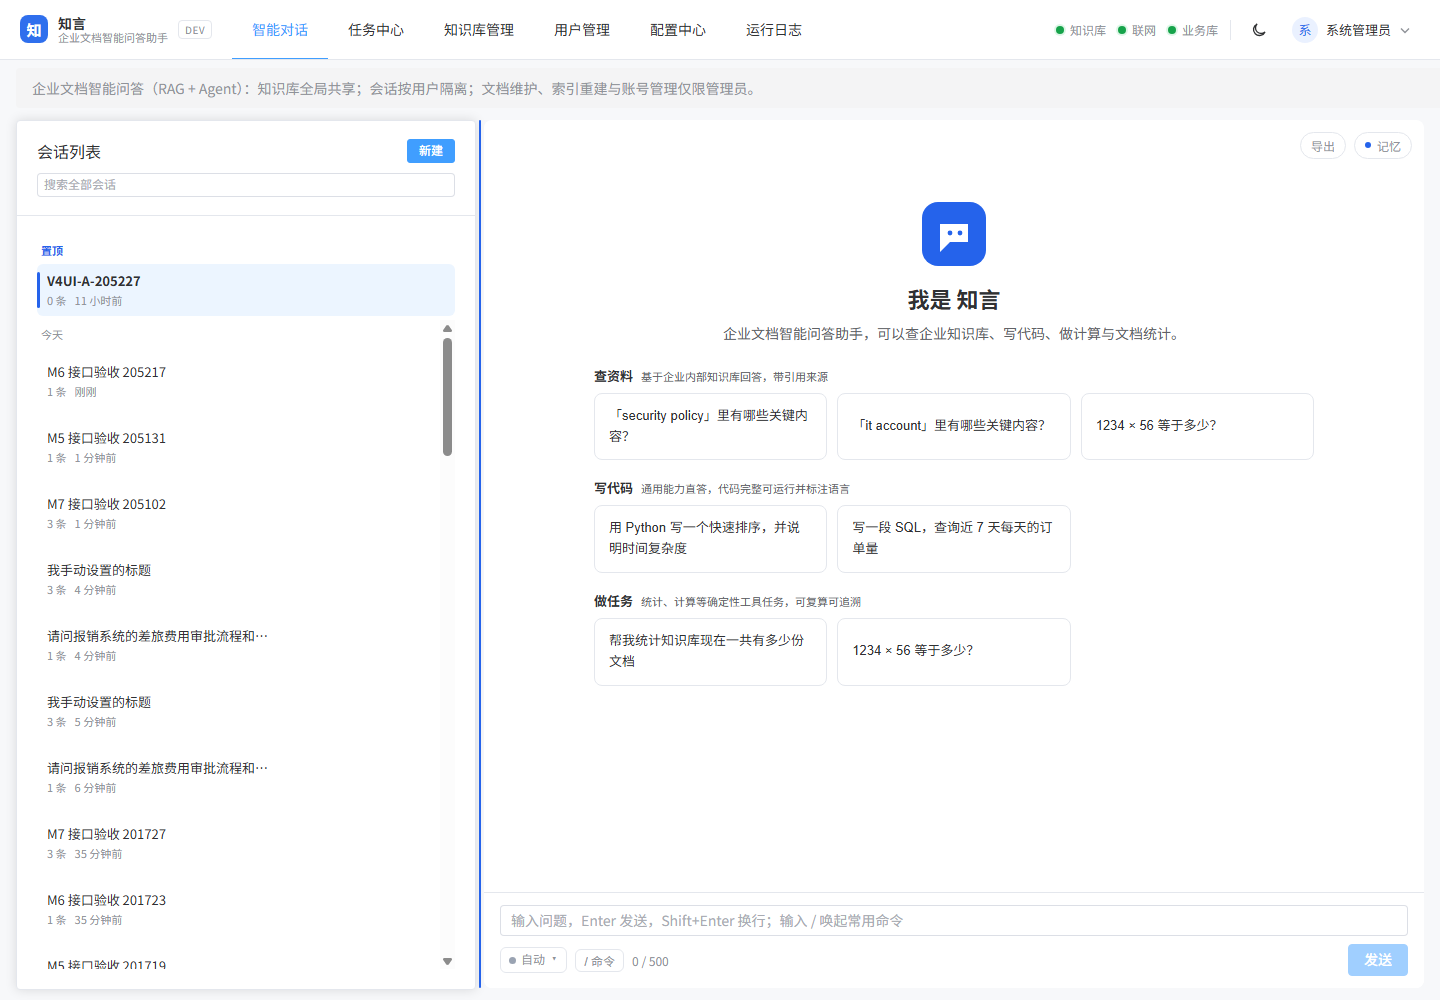 知
知言
企业文档智能问答助手
DEV
智能对话
任务中心
知识库管理
用户管理
配置中心
运行日志
知识库
联网
业务库
系
系统管理员
企业文档智能问答（RAG + Agent）：知识库全局共享；会话按用户隔离；文档维护、索引重建与账号管理仅限管理员。
会话列表
新建
搜索全部会话
置顶
V4UI-A-205227
0 条 11 小时前
今天
M6 接口验收 205217
1 条 刚刚
M5 接口验收 205131
1 条 1 分钟前
M7 接口验收 205102
3 条 1 分钟前
我手动设置的标题
3 条 4 分钟前
请问报销系统的差旅费用审批流程和…
1 条 4 分钟前
我手动设置的标题
3 条 5 分钟前
请问报销系统的差旅费用审批流程和…
1 条 6 分钟前
M7 接口验收 201727
3 条 35 分钟前
M6 接口验收 201723
1 条 35 分钟前
M5 接口验收 201719
导出
记忆
我是 知言
企业文档智能问答助手，可以查企业知识库、写代码、做计算与文档统计。
查资料 基于企业内部知识库回答，带引用来源
「security policy」里有哪些关键内
容？
「it account」里有哪些关键内容？
1234 × 56 等于多少？
写代码 通用能力直答，代码完整可运行并标注语言
用 Python 写一个快速排序，并说
明时间复杂度
写一段 SQL，查询近 7 天每天的订
单量
做任务 统计、计算等确定性工具任务，可复算可追溯
帮我统计知识库现在一共有多少份
文档
1234 × 56 等于多少？
输入问题，Enter 发送，Shift+Enter 换行；输入 / 唤起常用命令
自动
/ 命令
0 / 500
发送